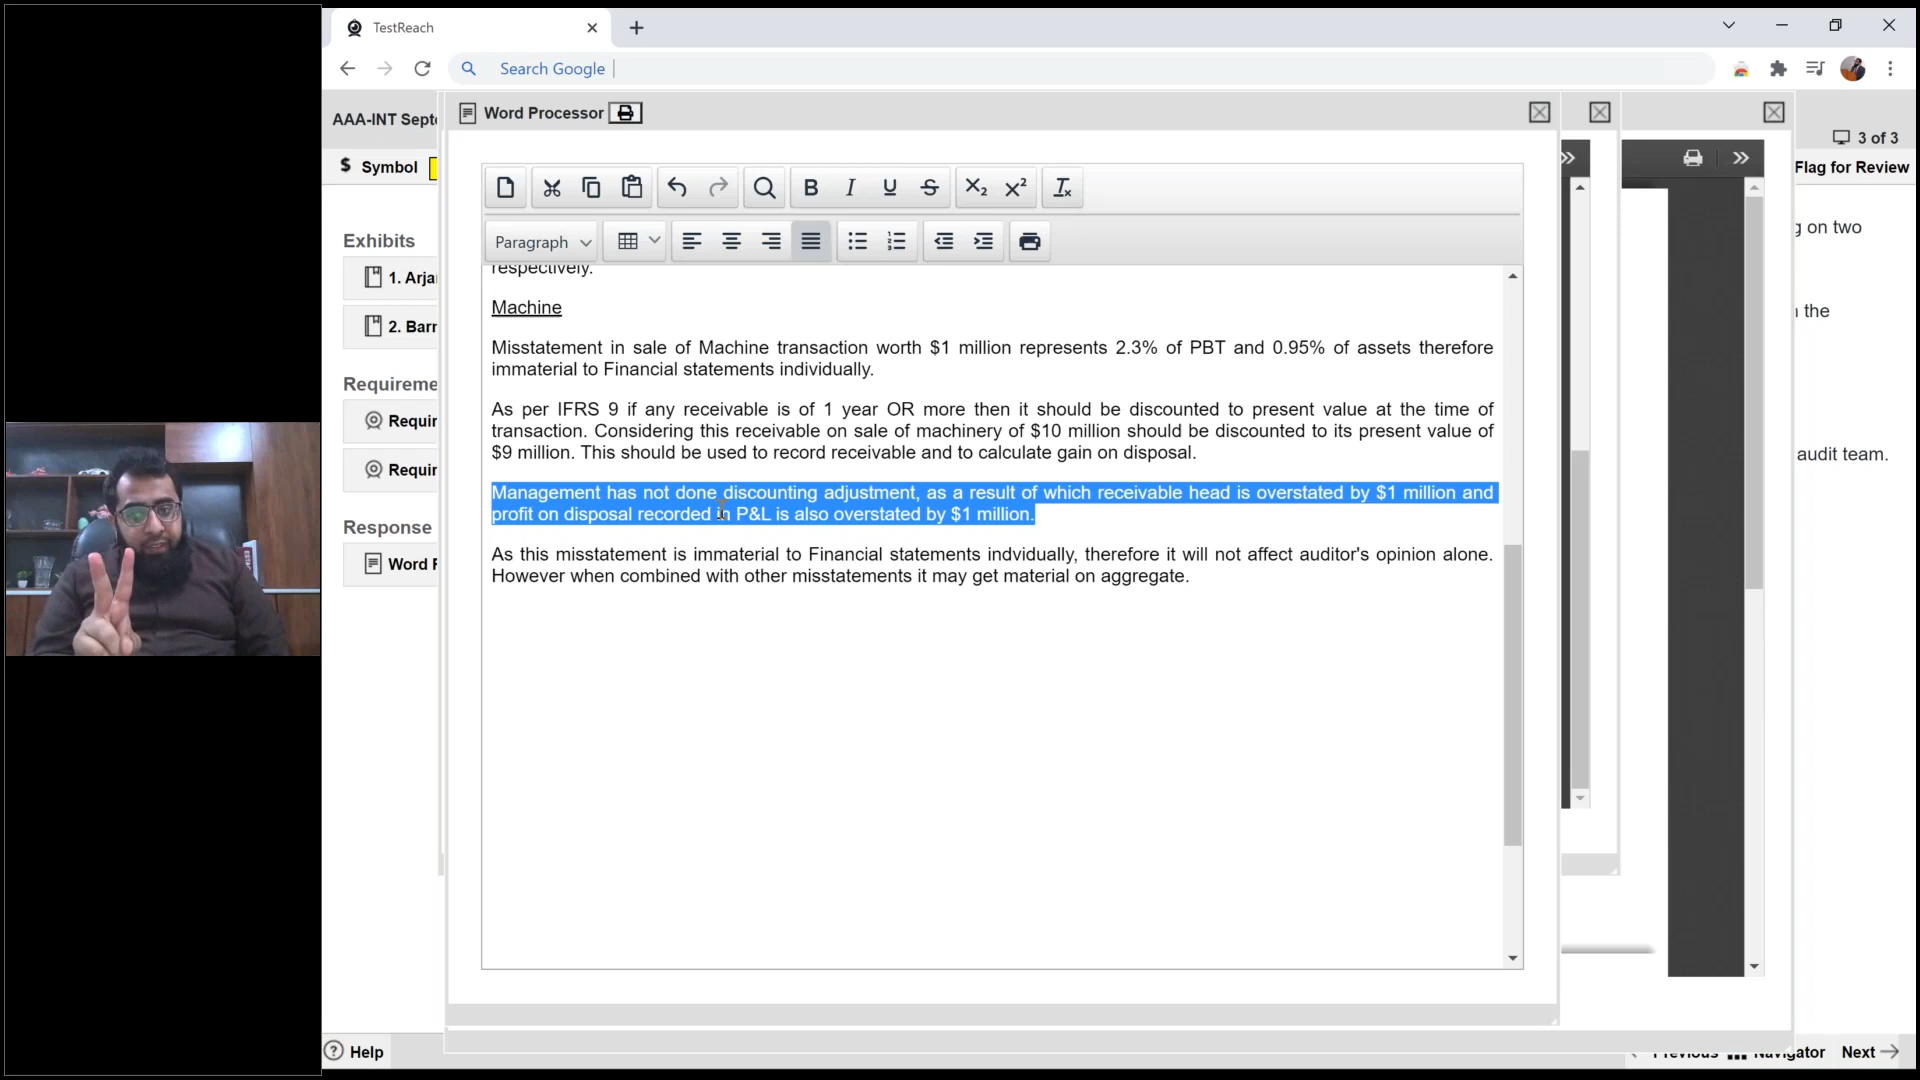 TestReach
Search Google
AAA-INT Septe
Word Processor
3 of 3
$ Symbol
Flag for Review
Paragraph
Exhibits
1. Arja
2. Barr
Requireme
Requir
Requir
Response
Word F
respectively.
Machine
Misstatement in sale of Machine transaction worth $1 million represents 2.3% of PBT and 0.95% of assets therefore
immaterial to Financial statements individually.
As per IFRS 9 if any receivable is of 1 year OR more then it should be discounted to present value at the time of
transaction. Considering this receivable on sale of machinery of $10 million should be discounted to its present value of
$9 million. This should be used to record receivable and to calculate gain on disposal.
Management has not done discounting adjustment, as a result of which receivable head is overstated by $1 million and
profit on disposal recorded in P&L is also overstated by $1 million.
As this misstatement is immaterial to Financial statements indvidually, therefore it will not affect auditor's opinion alone.
However when combined with other misstatements it may get material on aggregate.
g on two
n the
audit team.
Help
Previous
Navigator
Next